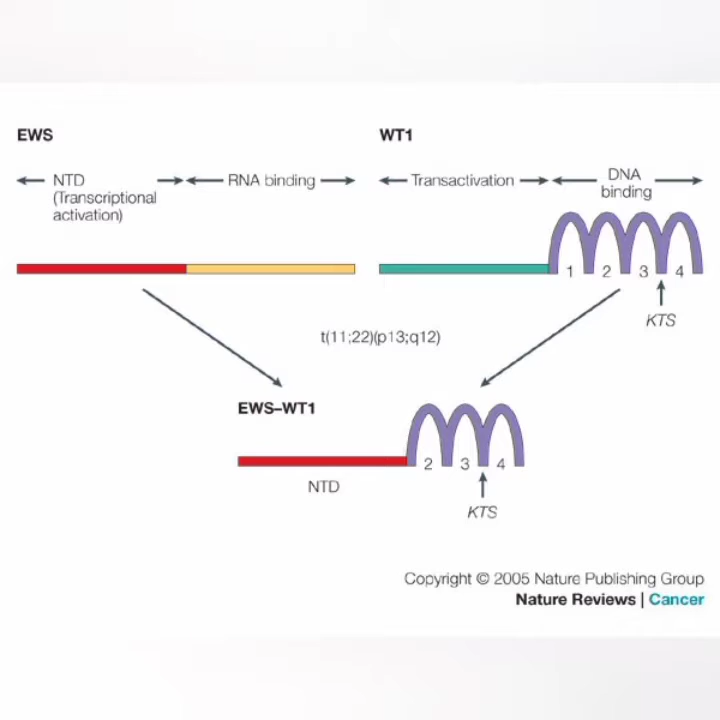 EWS
NTD
(Transcriptional
activation)
RNA binding
WT1
Transactivation
DNA
binding
1 2 3 4
KTS
t(11;22)(p13;q12)
EWS–WT1
NTD
2 3 4
KTS
Copyright © 2005 Nature Publishing Group
Nature Reviews | Cancer